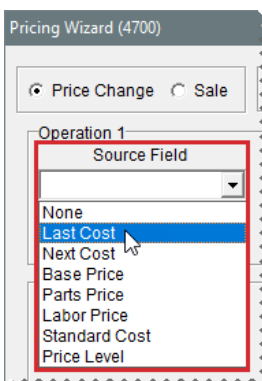 Pricing Wizard (4700)
Price Change Sale
Operation 1
Source Field
None
Last Cost
Next Cost
Base Price
Parts Price
Labor Price
Standard Cost
Price Level